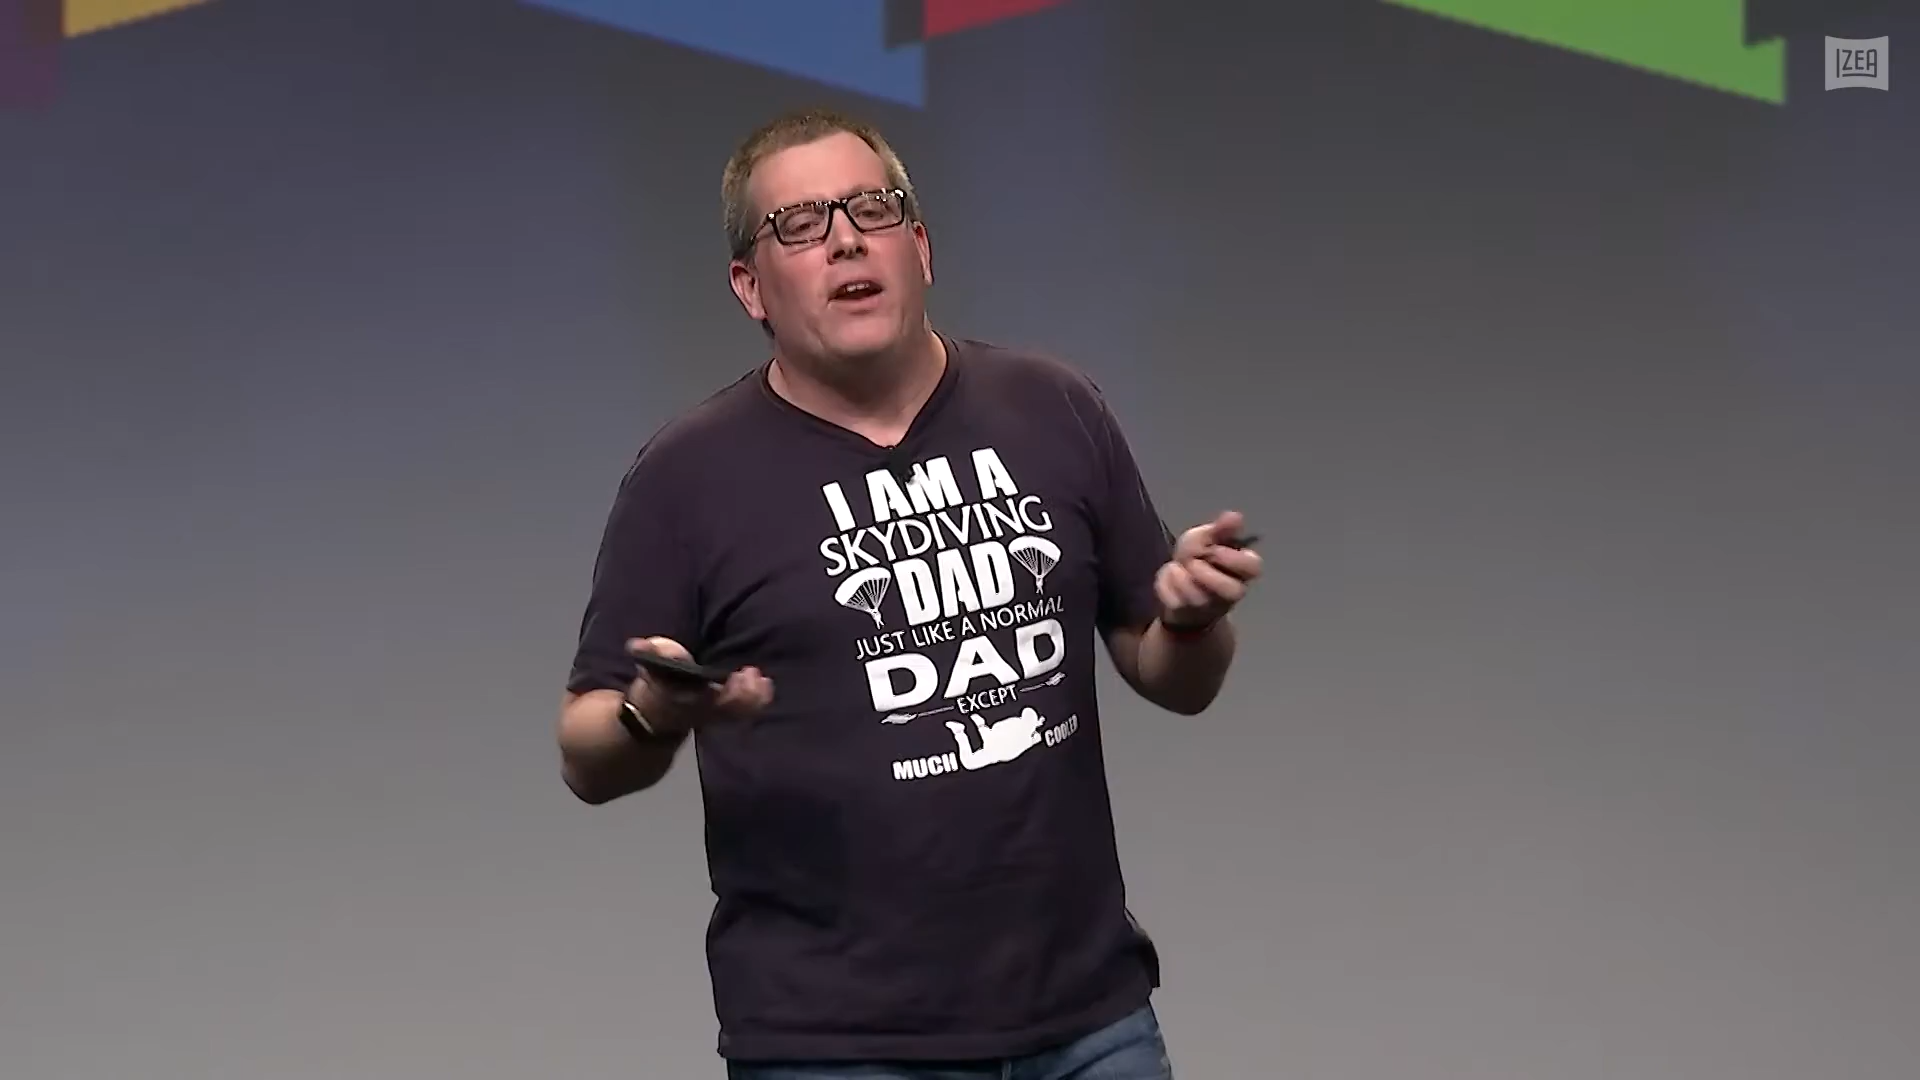 IZEA
I AM A
SKYDIVING
DAD
JUST LIKE A NORMAL
DAD
EXCEPT
MUCH COOLER